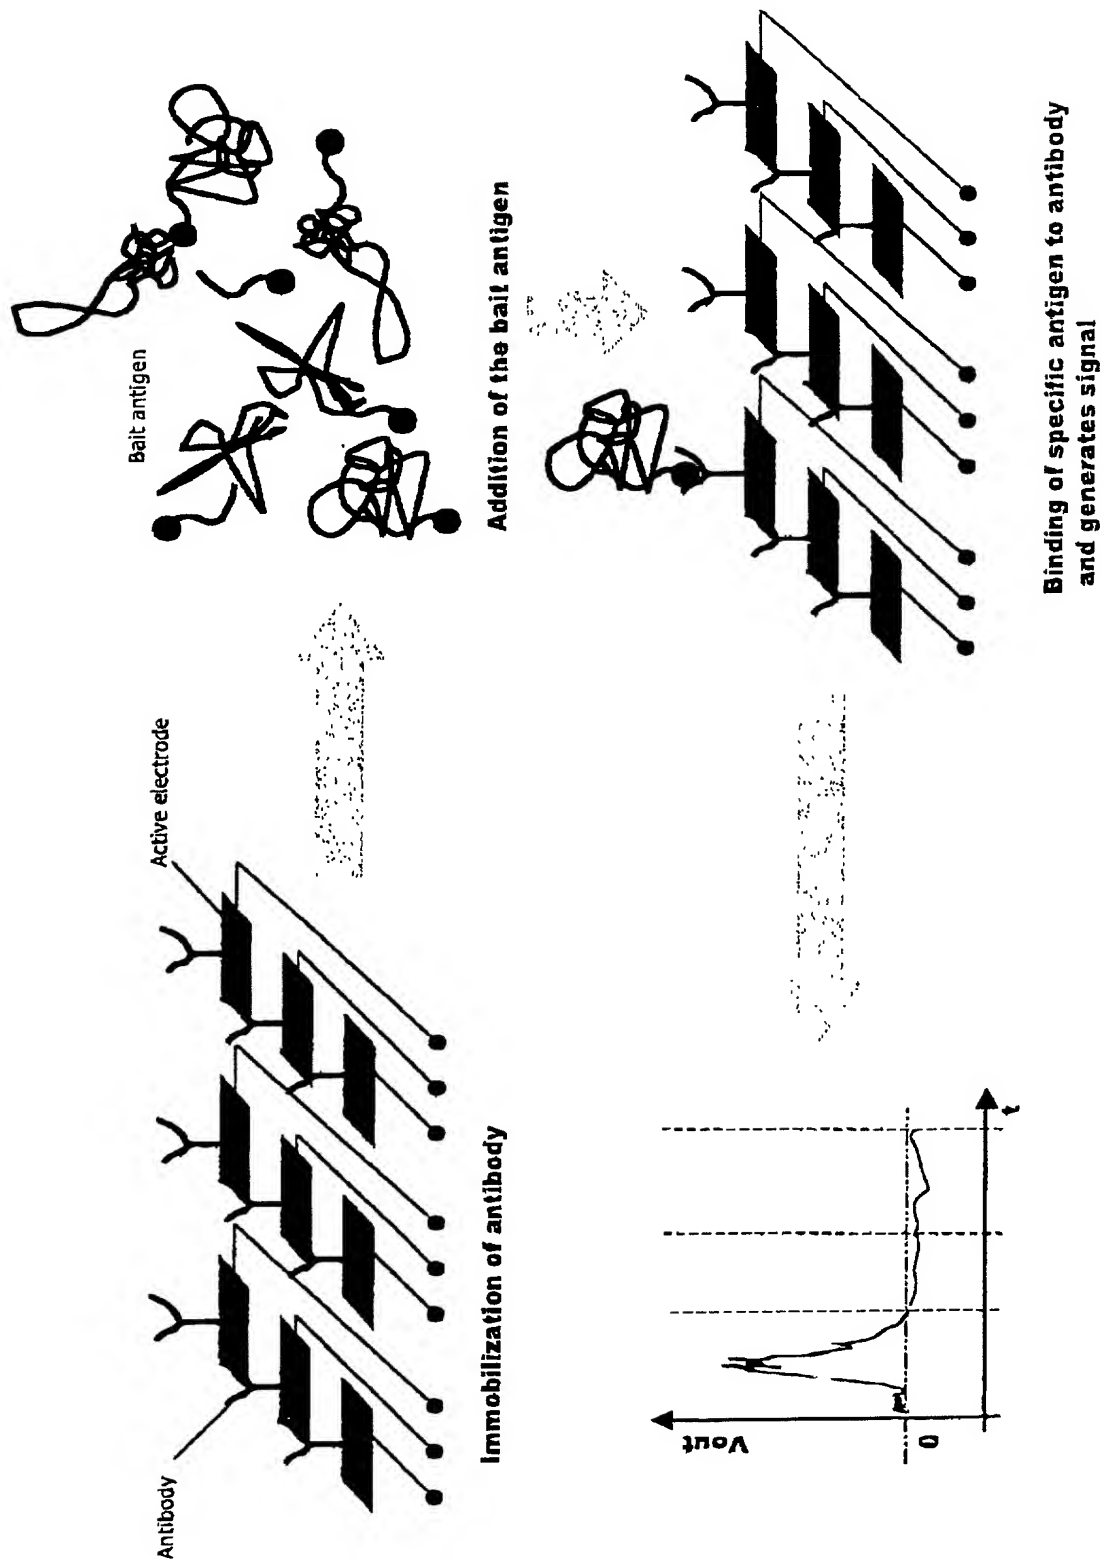 Antibody
Active electrode
Immobilization of antibody
Bait antigen
Addition of the bait antigen
Binding of specific antigen to antibody
and generates signal
Vout
0
t